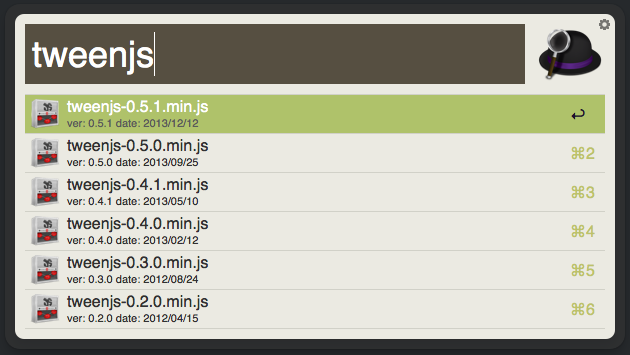 tweenjs
tweenjs-0.5.1.min.js
ver: 0.5.1 date: 2013/12/12
↩
tweenjs-0.5.0.min.js
ver: 0.5.0 date: 2013/09/25
⌘2
tweenjs-0.4.1.min.js
ver: 0.4.1 date: 2013/05/10
⌘3
tweenjs-0.4.0.min.js
ver: 0.4.0 date: 2013/02/12
⌘4
tweenjs-0.3.0.min.js
ver: 0.3.0 date: 2012/08/24
⌘5
tweenjs-0.2.0.min.js
ver: 0.2.0 date: 2012/04/15
⌘6